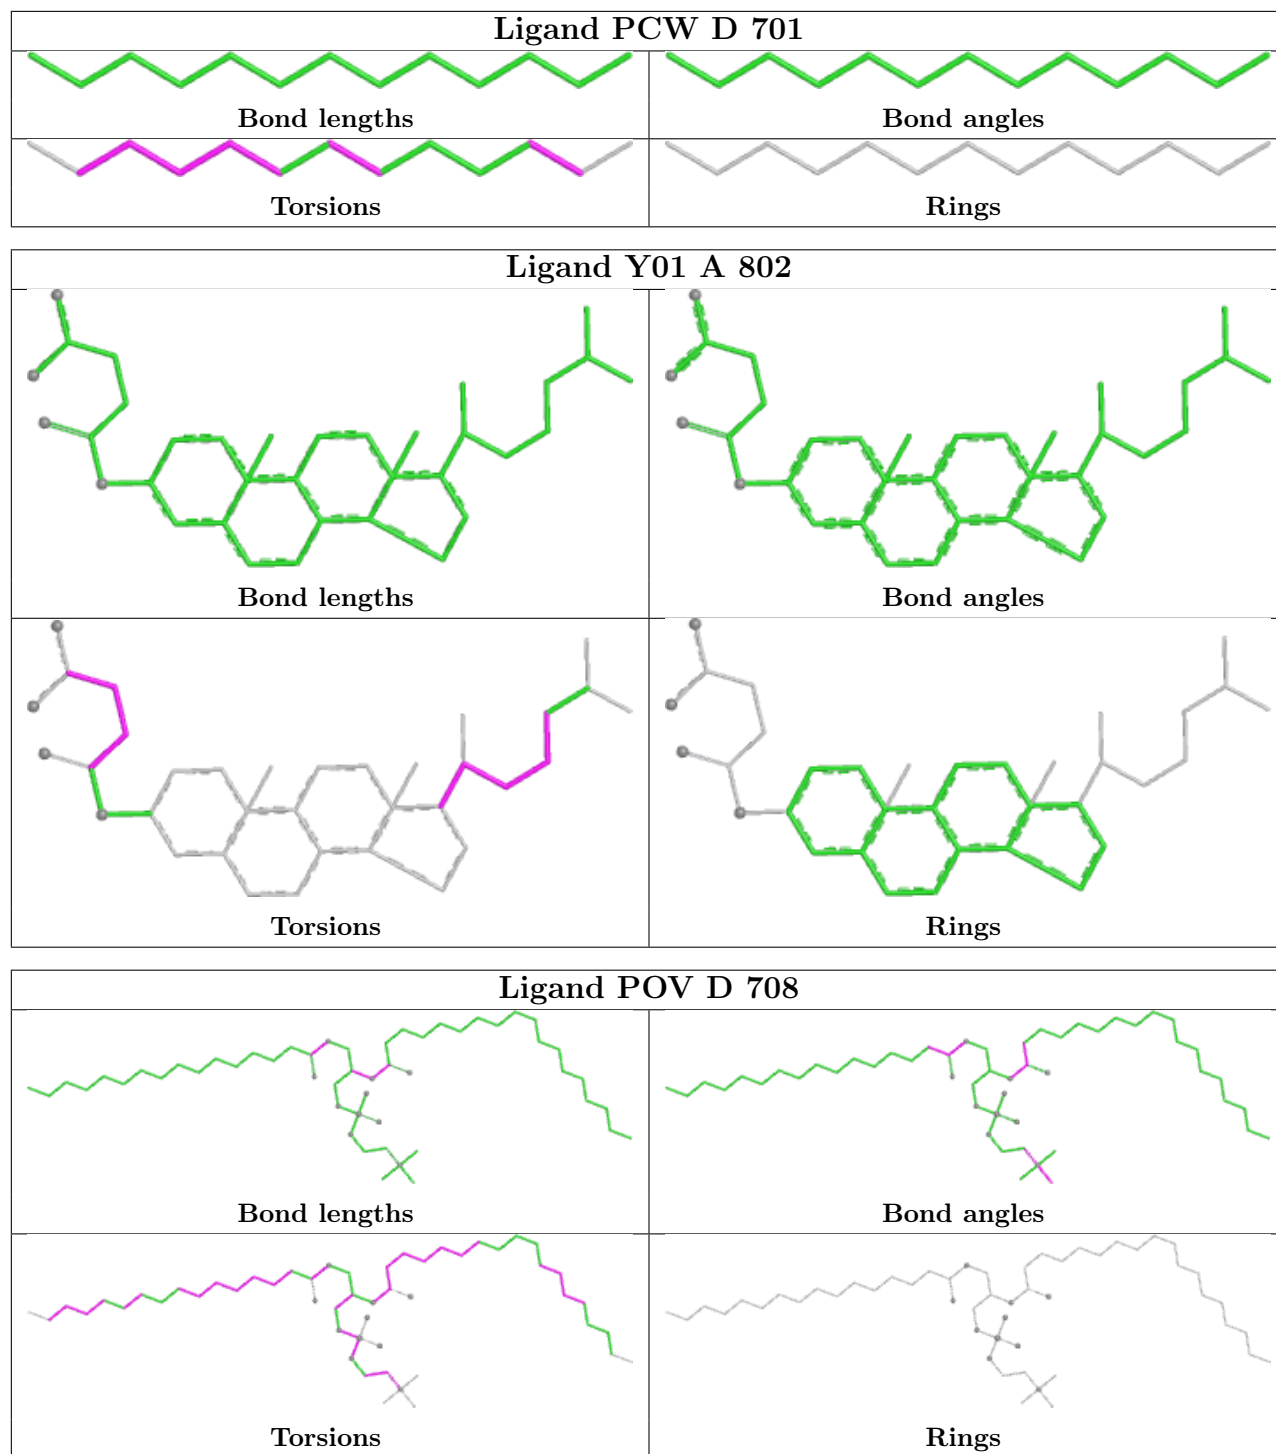 Ligand PCW D 701
Bond lengths
Bond angles
Torsions
Rings
Ligand Y01 A 802
Bond lengths
Bond angles
Torsions
Rings
Ligand POV D 708
Bond lengths
Bond angles
Torsions
Rings